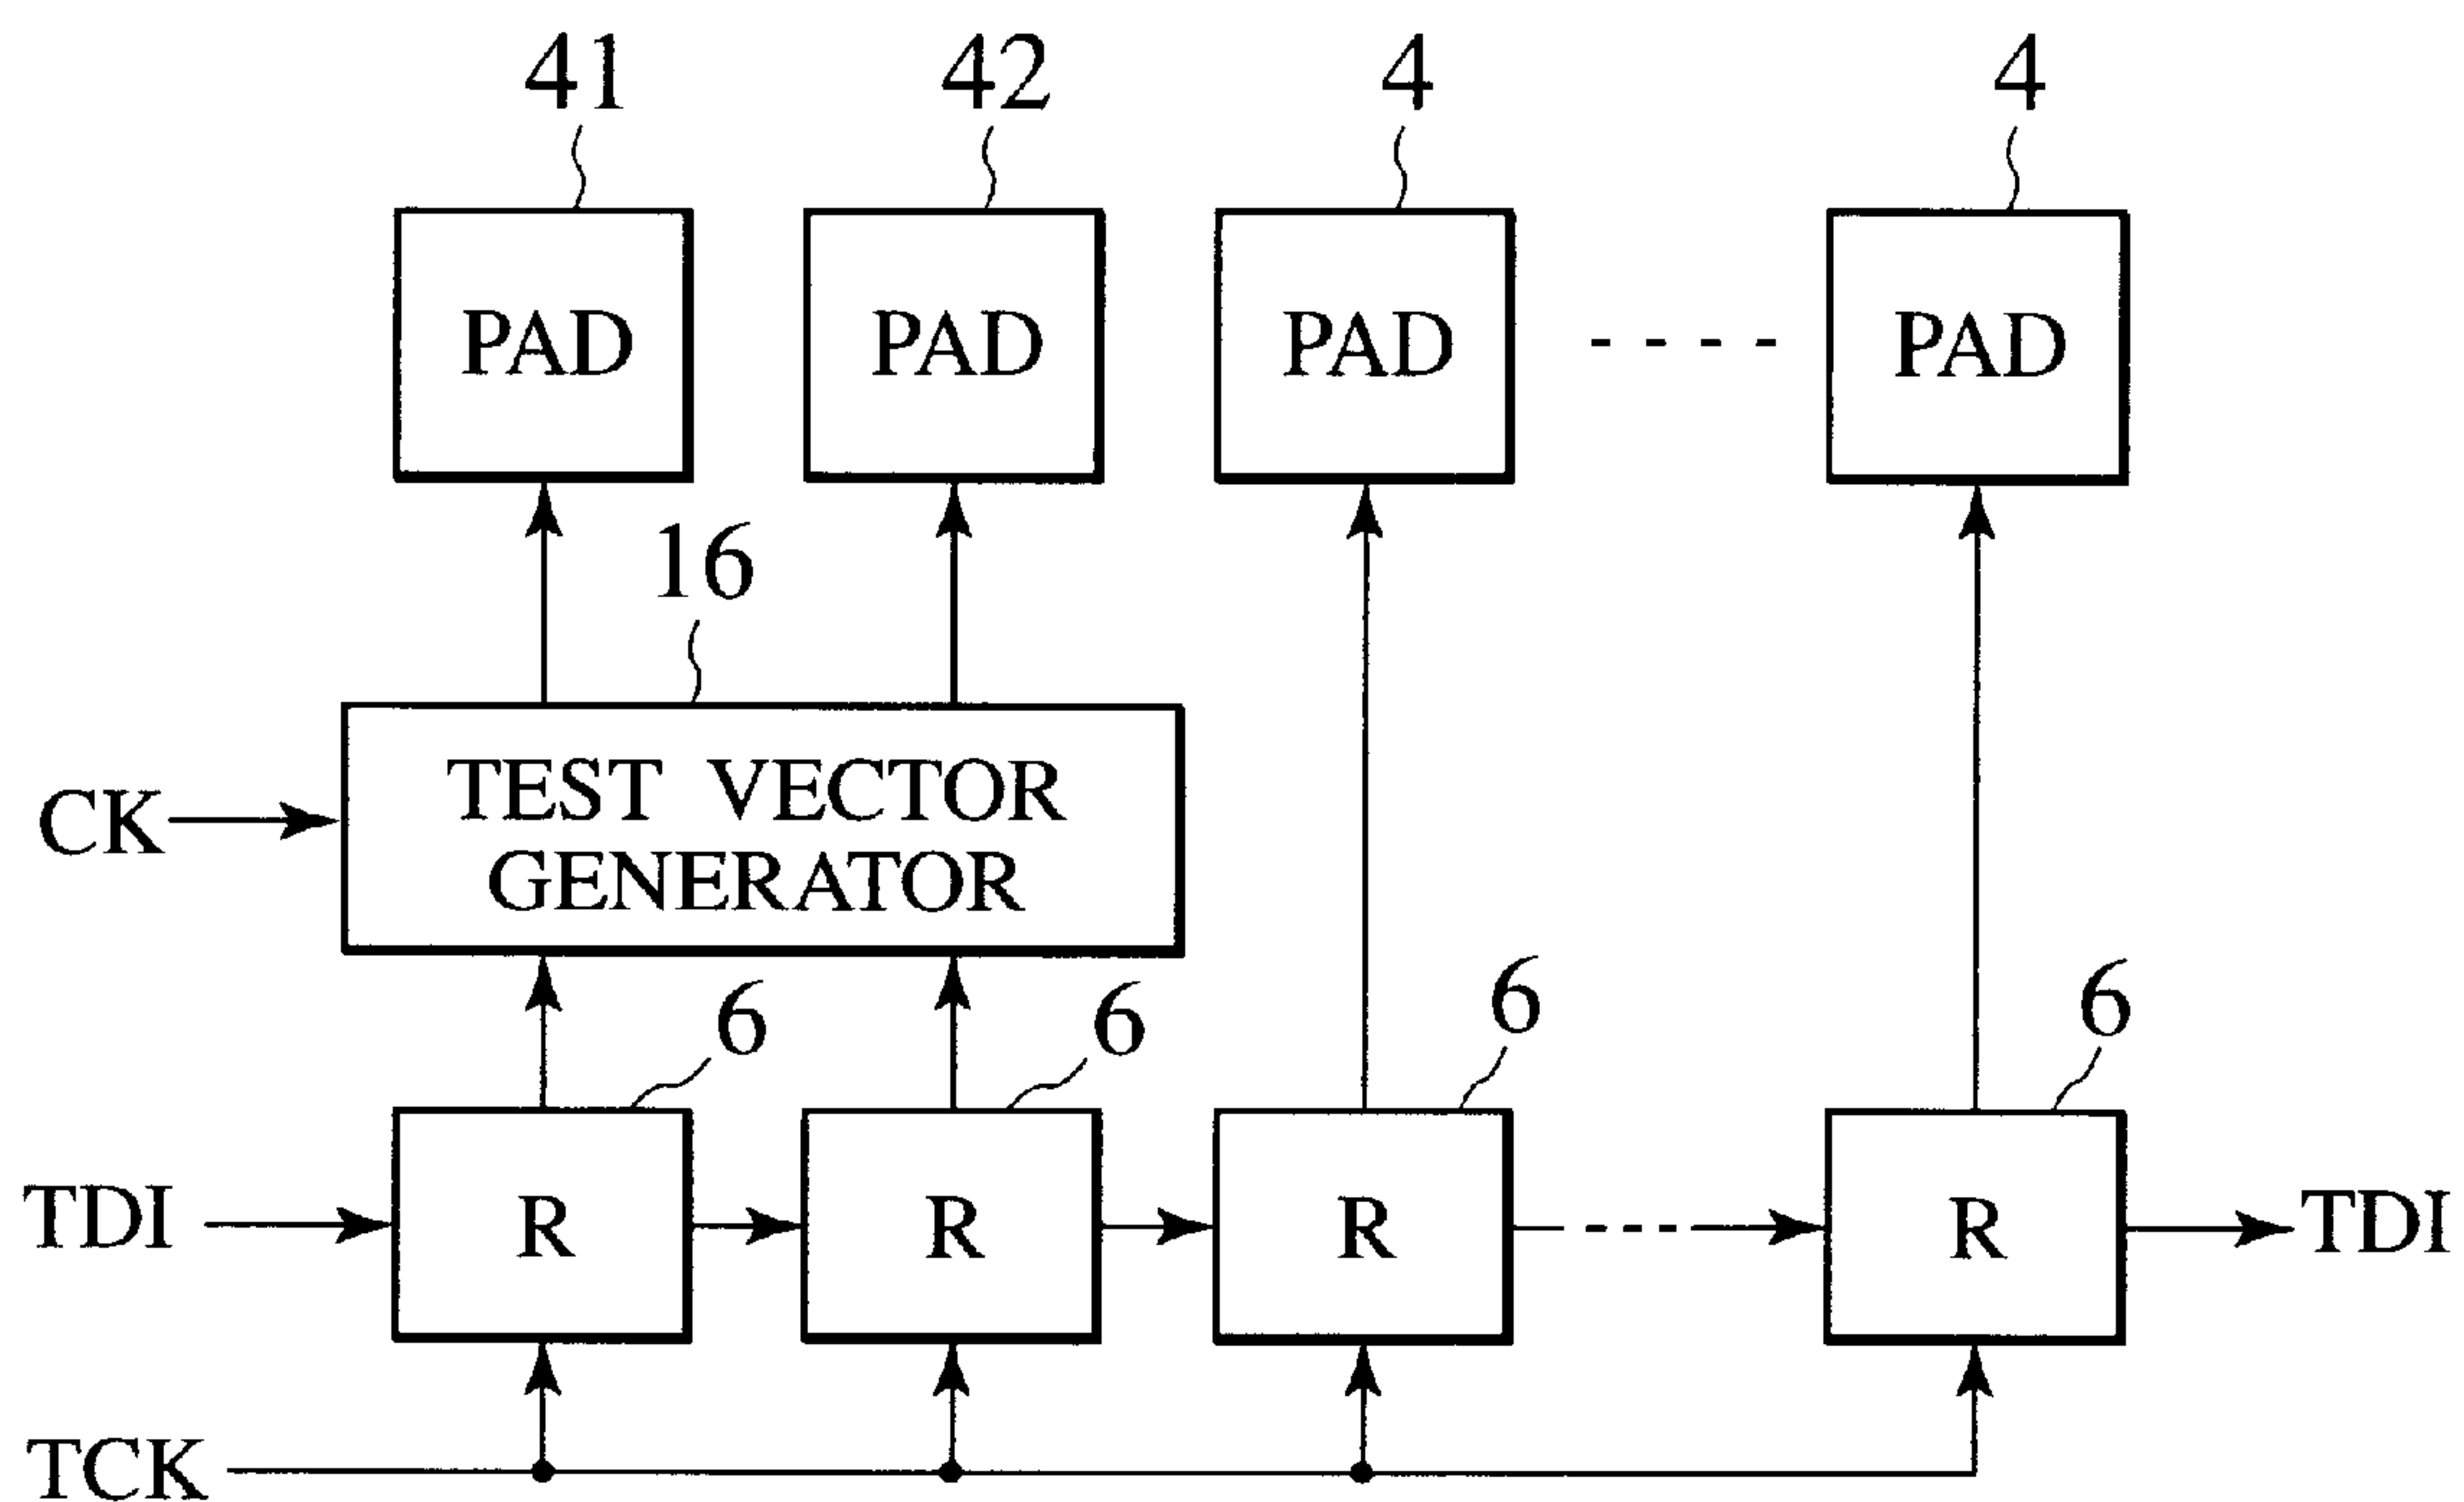 41 42 4 4
PAD PAD PAD PAD
16
CK
TEST VECTOR
GENERATOR
6 6 6 6
TDI R R R R TDI
TCK